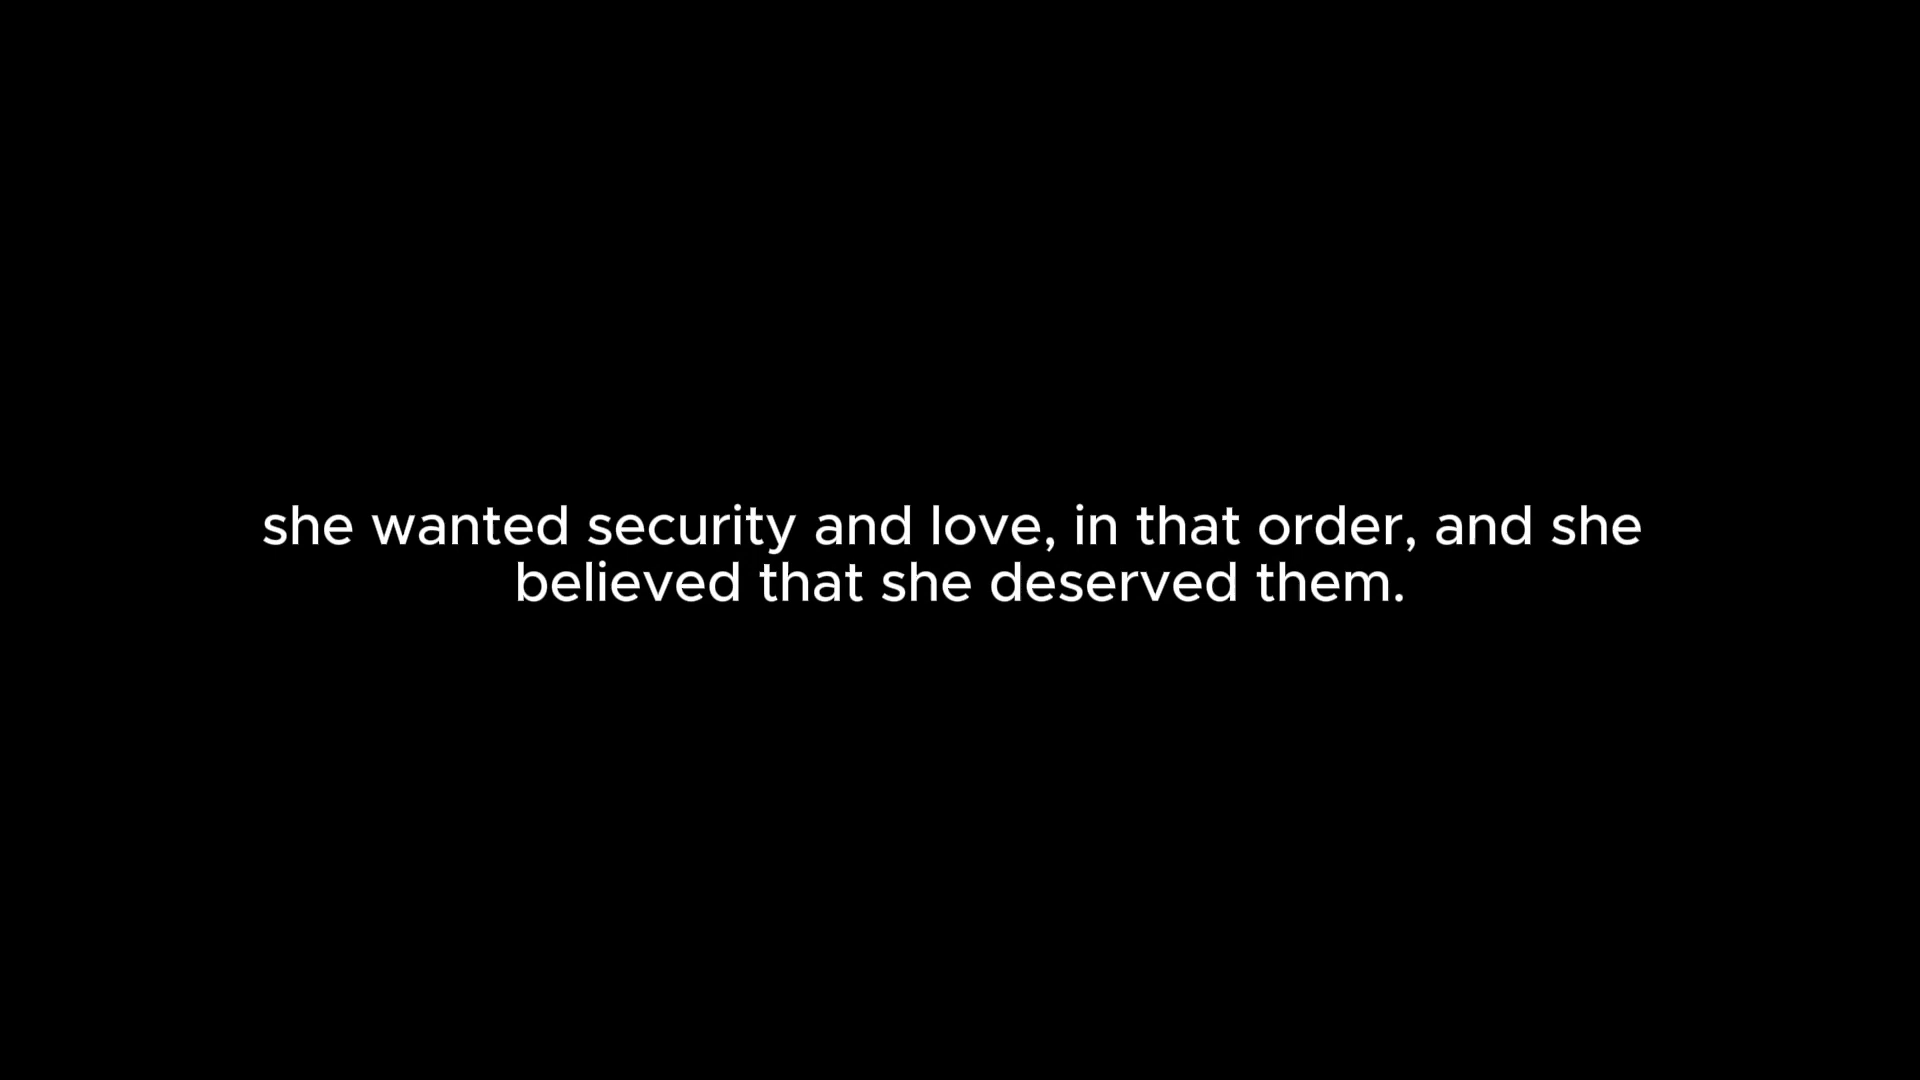 she wanted security and love, in that order, and she
believed that she deserved them.